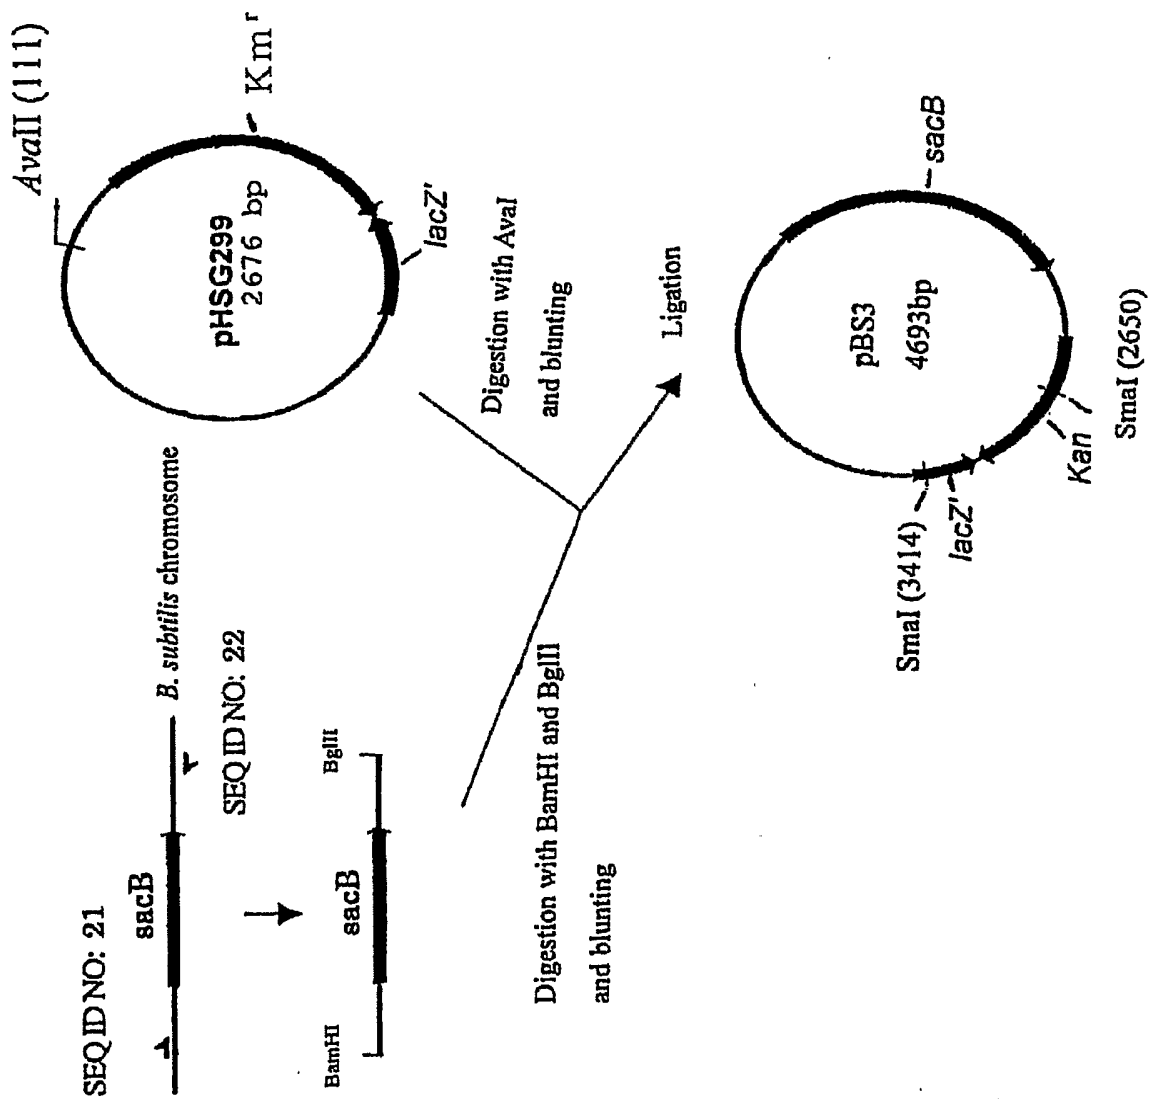 SEQ ID NO: 21
sacB
B. subtilis chromosome
SEQ ID NO: 22
BamHI
sacB
BglII
Digestion with BamHI and BglII
and blunting
AvaII (111)
pHSG299
2676 bp
Km r
lacZ'
Digestion with AvaI
and blunting
Ligation
pBS3
4693bp
sacB
SmaI (3414)
lacZ'
Kan
SmaI (2650)